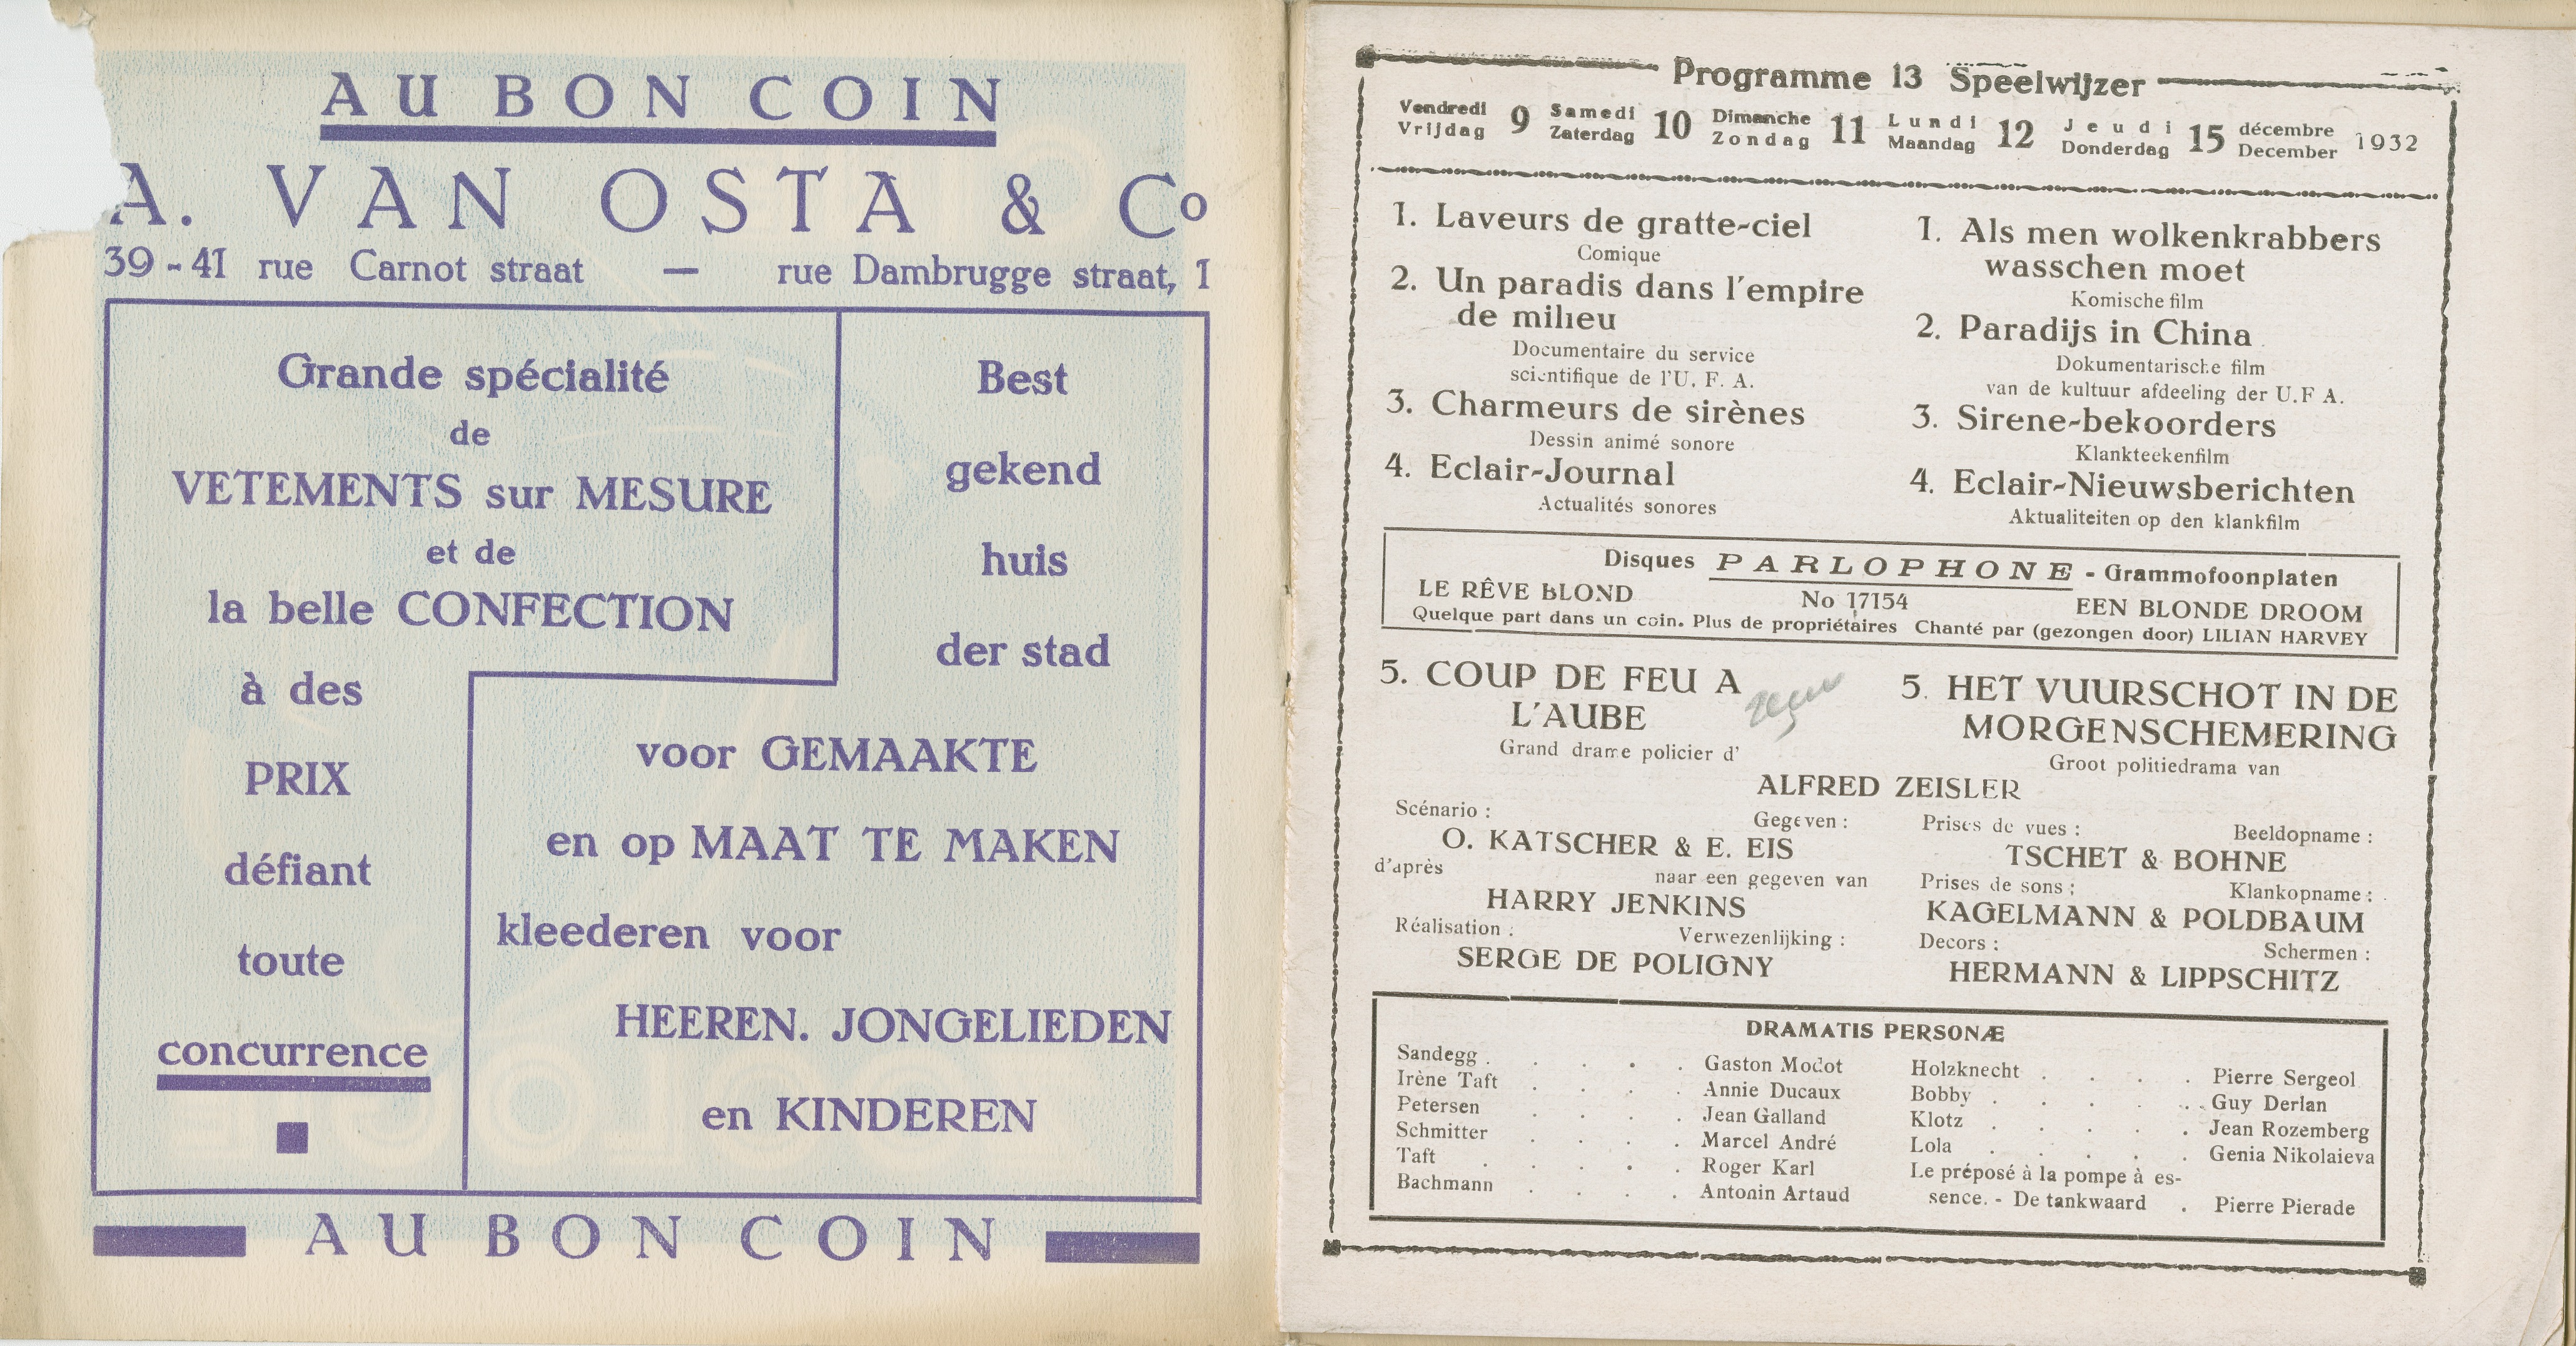 AU BON COIN
A. VAN OSTA & Co
39-41 rue Carnot straat — rue Dambrugge straat, 1
Grande spécialité
de
VETEMENTS sur MESURE
et de
la belle CONFECTION
à des
PRIX
défiant
toute
concurrence
Best
gekend
huis
der stad
voor GEMAAKTE
en op MAAT TE MAKEN
kleederen voor
HEEREN. JONGELIEDEN
en KINDEREN
AU BON COIN
Programme 13 Speelwijzer
Vendredi 9 Samedi 10 Dimanche 11 Lundi 12 Jeudi 15 décembre 1932
Vrijdag Zaterdag Zondag Maandag Donderdag December
1. Laveurs de gratte-ciel
Comique
2. Un paradis dans l'empire
de milieu
Documentaire du service
scientifique de l'U. F. A.
3. Charmeurs de sirènes
Dessin animé sonore
4. Eclair-Journal
Actualités sonores
1. Als men wolkenkrabbers
wasschen moet
Komische film
2. Paradijs in China
Dokumentarische film
van de kultuur afdeeling der U.F A.
3. Sirene-bekoorders
Klankteekenfilm
4. Eclair-Nieuwsberichten
Aktualiteiten op den klankfilm
Disques PARLOPHONE - Grammofoonplaten
LE RÊVE BLOND No 17154 EEN BLONDE DROOM
Quelque part dans un coin. Plus de propriétaires Chanté par (gezongen door) LILIAN HARVEY
5. COUP DE FEU A
L'AUBE
Grand drame policier d'
5. HET VUURSCHOT IN DE
MORGENSCHEMERING
Groot politiedrama van
ALFRED ZEISLER
Scénario : Gegeven :
O. KATSCHER & E. EIS
d'après naar een gegeven van
HARRY JENKINS
Réalisation : Verwezenlijking :
SERGE DE POLIGNY
Prises de vues : Beeldopname :
TSCHET & BOHNE
Prises de sons : Klankopname :
KAGELMANN & POLDBAUM
Decors : Schermen :
HERMANN & LIPPSCHITZ
DRAMATIS PERSONÆ
Sandegg . . . . . Gaston Modot
Irène Taft . . . . Annie Ducaux
Petersen . . . . Jean Galland
Schmitter . . . . Marcel André
Taft . . . . . Roger Karl
Bachmann . . . . Antonin Artaud
Holzknecht . . . . Pierre Sergeol
Bobby . . . . . Guy Derlan
Klotz . . . . . Jean Rozemberg
Lola . . . . . Genia Nikolaieva
Le préposé à la pompe à es-
sence. - De tankwaard . Pierre Pierade